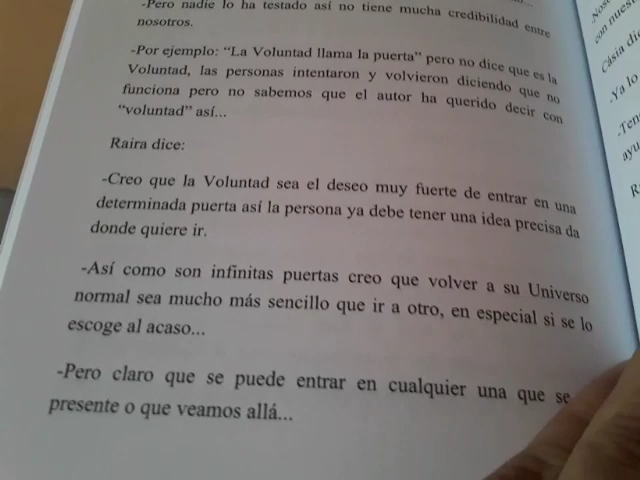 -Pero nadie lo ha testado así no tiene mucha credibilidad entre
nosotros.
-Por ejemplo: “La Voluntad llama la puerta” pero no dice que es la
Voluntad, las personas intentaron y volvieron diciendo que no
funciona pero no sabemos que el autor ha querido decir con
“voluntad” así...
Raira dice:
-Creo que la Voluntad sea el deseo muy fuerte de entrar en una
determinada puerta así la persona ya debe tener una idea precisa da
donde quiere ir.
-Así como son infinitas puertas creo que volver a su Universo
normal sea mucho más sencillo que ir a otro, en especial si se lo
escoge al acaso...
-Pero claro que se puede entrar en cualquier una que se
presente o que veamos allá...
con
Cásia
-Ya lo